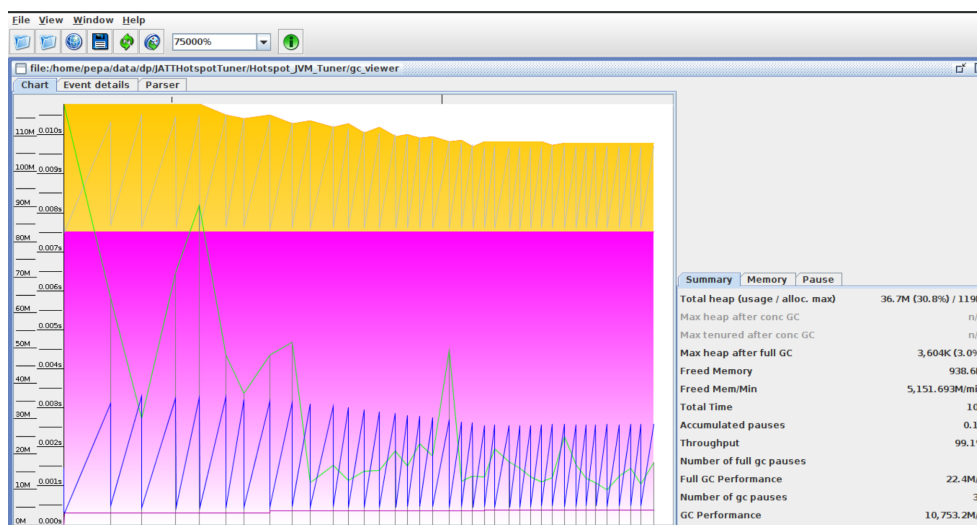 File View Window Help
75000%
file:/home/pepa/data/dp/JATTHotspotTuner/Hotspot_JVM_Tuner/gc_viewer
Chart Event details Parser
110M 0.010s
100M 0.009s
90M 0.008s
80M 0.007s
70M 0.006s
60M 0.005s
50M 0.004s
40M 0.003s
30M 0.002s
20M 0.001s
10M
0M 0.000s
Summary Memory Pause
Total heap (usage / alloc. max) 36.7M (30.8%) / 119
Max heap after conc GC n/
Max tenured after conc GC n/
Max heap after full GC 3,604K (3.0%
Freed Memory 938.6
Freed Mem/Min 5,151.693M/mi
Total Time 10
Accumulated pauses 0.1
Throughput 99.1
Number of full gc pauses
Full GC Performance 22.4M/
Number of gc pauses 3
GC Performance 10,753.2M